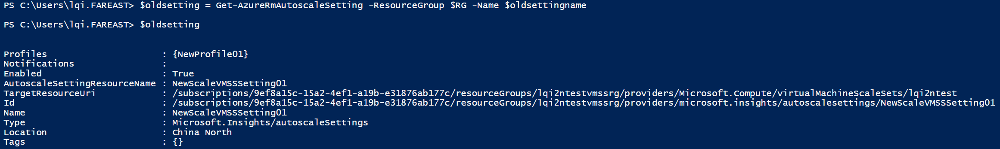 PS C:\Users\lqi.FAREAST> $oldsetting = Get-AzureRmAutoscaleSetting -ResourceGroup $RG -Name $oldsettingname
PS C:\Users\lqi.FAREAST> $oldsetting
Profiles                      : {NewProfile01}
Notifications                 :
Enabled                       : True
AutoscaleSettingResourceName : NewScaleVMSSSetting01
TargetResourceUri             : /subscriptions/9ef8a15c-15a2-4ef1-a19b-e31876ab177c/resourceGroups/lqi2ntestvmssrg/providers/Microsoft.Compute/virtualMachineScaleSets/lqi2ntest
Id                            : /subscriptions/9ef8a15c-15a2-4ef1-a19b-e31876ab177c/resourceGroups/lqi2ntestvmssrg/providers/microsoft.insights/autoscalesettings/NewScaleVMSSSetting01
Name                          : NewScaleVMSSSetting01
Type                          : Microsoft.Insights/autoscaleSettings
Location                      : China North
Tags                          : {}